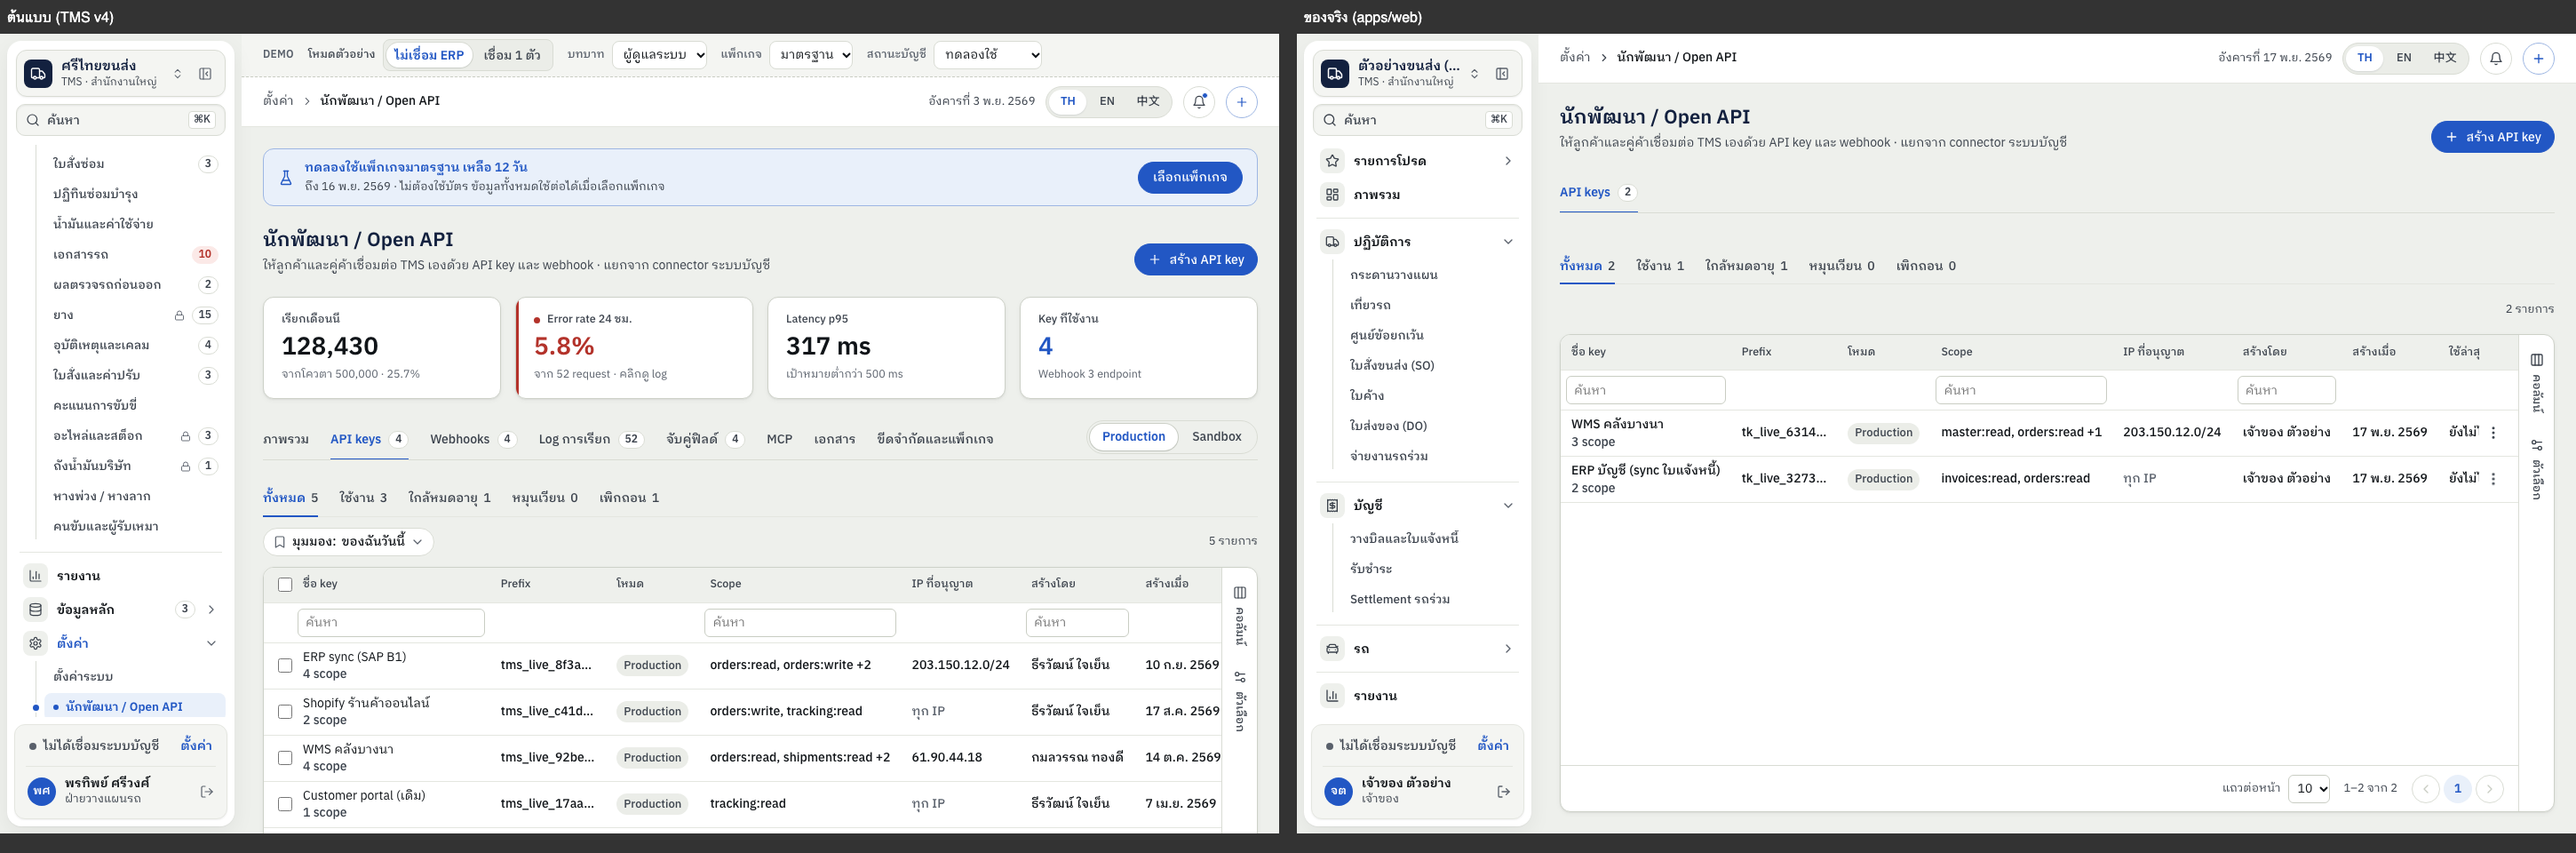 ต้นแบบ (TMS v4)
ศรีไทยขนส่ง
TMS · สำนักงานใหญ่
ค้นหา ⌘K
ใบสั่งซ่อม 3
ปฏิทินซ่อมบำรุง
น้ำมันและค่าใช้จ่าย
เอกสารรถ 10
ผลตรวจรถก่อนออก 2
ยาง 15
อุบัติเหตุและเคลม 4
ใบสั่งและค่าปรับ 3
คะแนนการขับขี่
อะไหล่และสต็อก 3
ถังน้ำมันบริษัท 1
หางพ่วง / หางลาก
คนขับและผู้รับเหมา
รายงาน
ข้อมูลหลัก 3
ตั้งค่า
ตั้งค่าระบบ
นักพัฒนา / Open API
ไม่ได้เชื่อมระบบบัญชี ตั้งค่า
พศ พรทิพย์ ศรีวงศ์
ฝ่ายวางแผนรถ
DEMO โหมดตัวอย่าง ไม่เชื่อม ERP เชื่อม 1 ตัว บทบาท ผู้ดูแลระบบ แพ็กเกจ มาตรฐาน สถานะบัญชี ทดลองใช้
ตั้งค่า > นักพัฒนา / Open API อังคารที่ 3 พ.ย. 2569 TH EN 中文
ทดลองใช้แพ็กเกจมาตรฐาน เหลือ 12 วัน
ถึง 16 พ.ย. 2569 · ไม่ต้องใช้บัตร ข้อมูลทั้งหมดใช้ต่อได้เมื่อเลือกแพ็กเกจ
เลือกแพ็กเกจ
นักพัฒนา / Open API
ให้ลูกค้าและคู่ค้าเชื่อมต่อ TMS เองด้วย API key และ webhook · แยกจาก connector ระบบบัญชี
+ สร้าง API key
เรียกเดือนนี้
128,430
จากโควตา 500,000 · 25.7%
Error rate 24 ชม.
5.8%
จาก 52 request · คลิกดู log
Latency p95
317 ms
เป้าหมายต่ำกว่า 500 ms
Key ที่ใช้งาน
4
Webhook 3 endpoint
ภาพรวม API keys 4 Webhooks 4 Log การเรียก 52 จับคู่ฟิลด์ 4 MCP เอกสาร ขีดจำกัดและแพ็กเกจ Production Sandbox
ทั้งหมด 5 ใช้งาน 3 ใกล้หมดอายุ 1 หมุนเวียน 0 เพิกถอน 1
มุมมอง: ของฉันวันนี้ 5 รายการ
ชื่อ key Prefix โหมด Scope IP ที่อนุญาต สร้างโดย สร้างเมื่อ
ค้นหา ค้นหา ค้นหา
ERP sync (SAP B1)
4 scope
tms_live_8f3a... Production orders:read, orders:write +2 203.150.12.0/24 ธีรวัฒน์ ใจเย็น 10 ก.ย. 2569
Shopify ร้านค้าออนไลน์
2 scope
tms_live_c41d... Production orders:write, tracking:read ทุก IP ธีรวัฒน์ ใจเย็น 17 ส.ค. 2569
WMS คลังบางนา
4 scope
tms_live_92be... Production orders:read, shipments:read +2 61.90.44.18 กมลวรรณ ทองดี 14 ต.ค. 2569
Customer portal (เดิม)
1 scope
tms_live_17aa... Production tracking:read ทุก IP ธีรวัฒน์ ใจเย็น 7 เม.ย. 2569
คอลัมน์
ตัวเลือก
ของจริง (apps/web)
ตัวอย่างขนส่ง (...
TMS · สำนักงานใหญ่
ค้นหา ⌘K
รายการโปรด
ภาพรวม
ปฏิบัติการ
กระดานวางแผน
เที่ยวรถ
ศูนย์ข้อยกเว้น
ใบสั่งขนส่ง (SO)
ใบค้าง
ใบส่งของ (DO)
จ่ายงานรถร่วม
บัญชี
วางบิลและใบแจ้งหนี้
รับชำระ
Settlement รถร่วม
รถ
รายงาน
ไม่ได้เชื่อมระบบบัญชี ตั้งค่า
จต เจ้าของ ตัวอย่าง
เจ้าของ
ตั้งค่า > นักพัฒนา / Open API อังคารที่ 17 พ.ย. 2569 TH EN 中文
นักพัฒนา / Open API
ให้ลูกค้าและคู่ค้าเชื่อมต่อ TMS เองด้วย API key และ webhook · แยกจาก connector ระบบบัญชี
+ สร้าง API key
API keys 2
ทั้งหมด 2 ใช้งาน 1 ใกล้หมดอายุ 1 หมุนเวียน 0 เพิกถอน 0
2 รายการ
ชื่อ key Prefix โหมด Scope IP ที่อนุญาต สร้างโดย สร้างเมื่อ ใช้ล่าสุ
ค้นหา ค้นหา ค้นหา
WMS คลังบางนา
3 scope
tk_live_6314... Production master:read, orders:read +1 203.150.12.0/24 เจ้าของ ตัวอย่าง 17 พ.ย. 2569 ยังไม่
ERP บัญชี (sync ใบแจ้งหนี้)
2 scope
tk_live_3273... Production invoices:read, orders:read ทุก IP เจ้าของ ตัวอย่าง 17 พ.ย. 2569 ยังไม่
คอลัมน์
ตัวเลือก
แถวต่อหน้า 10 1–2 จาก 2 1